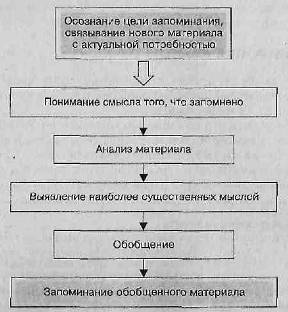 Осознание цели запоминания,
связывание нового материала
с актуальной потребностью
Понимание смысла того, что запомнено
Анализ материала
Выявление наиболее существенных мыслей
Обобщение
Запоминание обобщенного материала